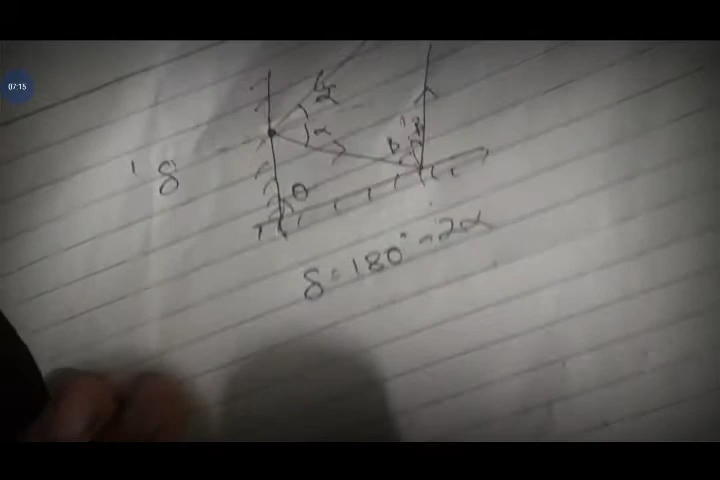 07:15
α
α
β
β
δ
θ
δ = 180° - 2α